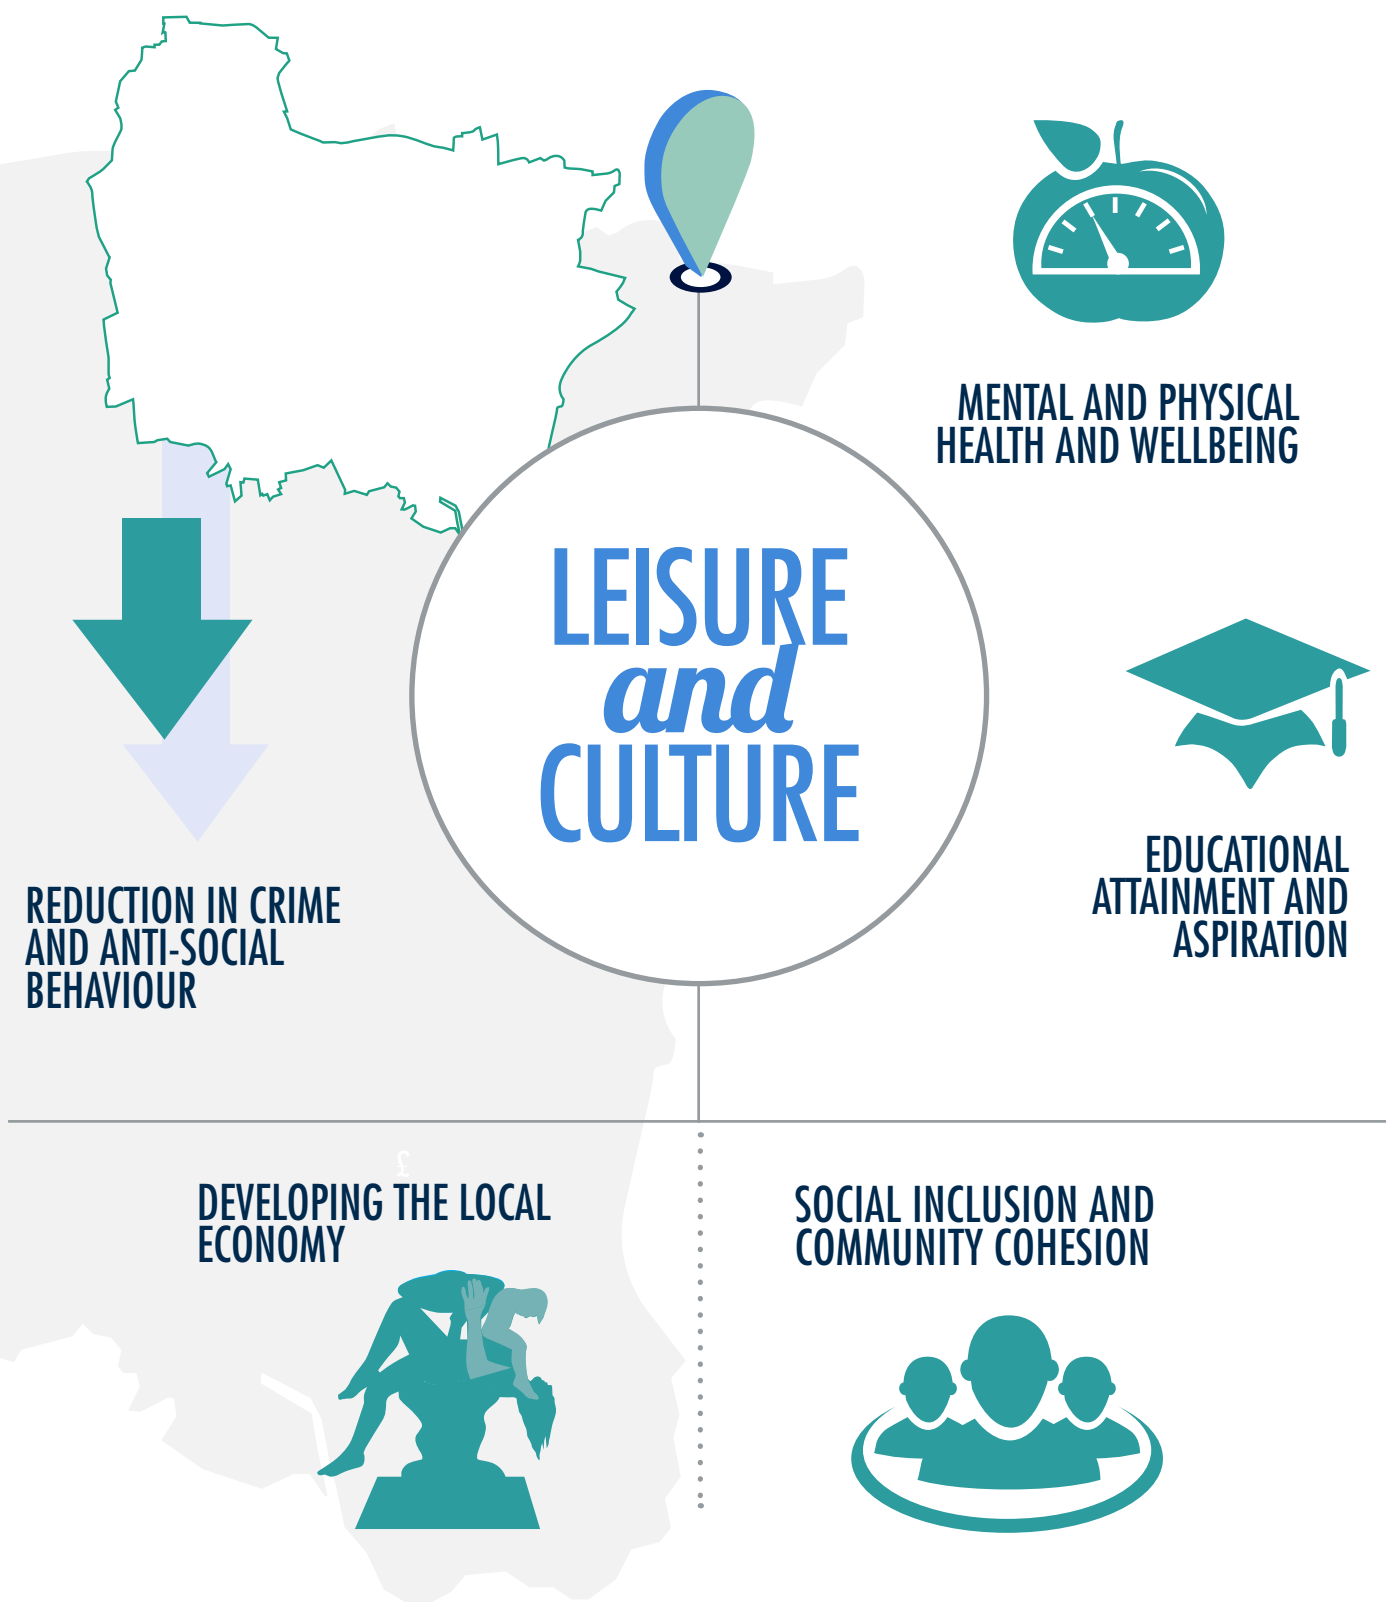 MENTAL AND PHYSICAL
HEALTH AND WELLBEING
LEISURE
and
CULTURE
EDUCATIONAL
ATTAINMENT AND
ASPIRATION
REDUCTION IN CRIME
AND ANTI-SOCIAL
BEHAVIOUR
£
DEVELOPING THE LOCAL
ECONOMY
SOCIAL INCLUSION AND
COMMUNITY COHESION